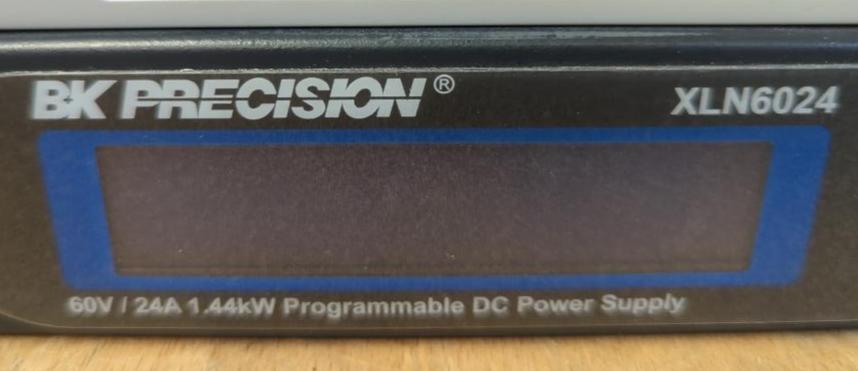 BK PRECISION®
XLN6024
60V / 24A 1.44kW Programmable DC Power Supply